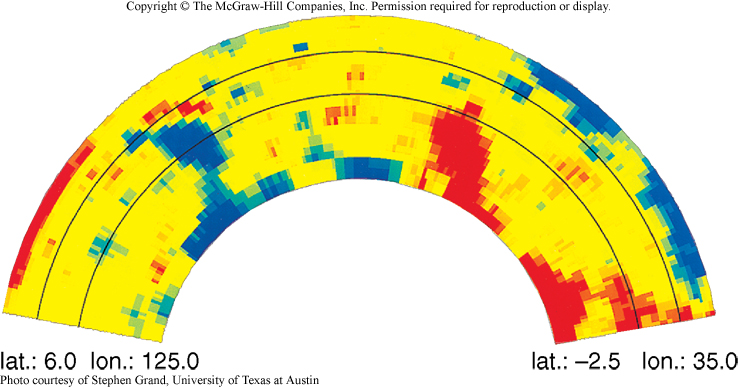 Copyright © The McGraw-Hill Companies, Inc. Permission required for reproduction or display.
lat.: 6.0 lon.: 125.0 lat.: –2.5 lon.: 35.0
Photo courtesy of Stephen Grand, University of Texas at Austin